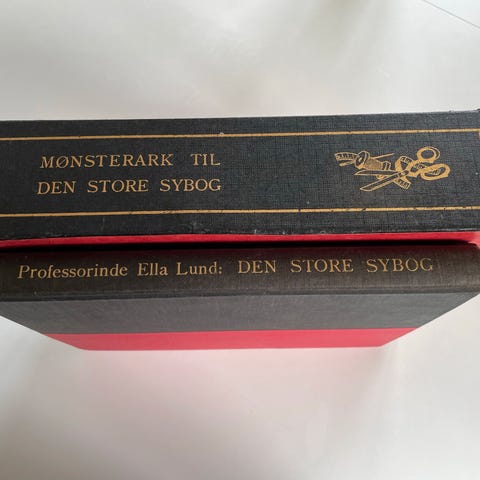 MØNSTERARK TIL
DEN STORE SYBOG
Professorinde Ella Lund: DEN STORE SYBOG